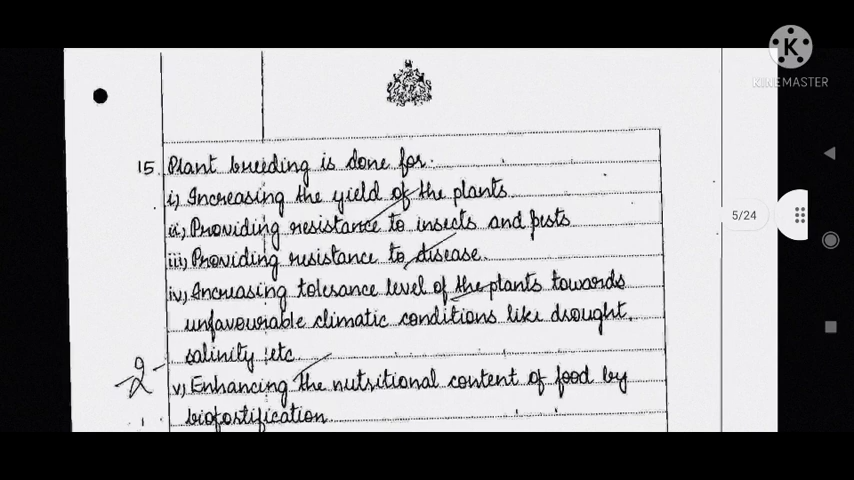 KINEMASTER
15. Plant breeding is done for:
i) Increasing the yield of the plants
ii) Providing resistance to insects and pests
iii) Providing resistance to disease.
5/24
iv) Increasing tolerance level of the plants towards
unfavourable climatic conditions like drought,
salinity etc.
-2-
v) Enhancing the nutritional content of food by
biofortification.